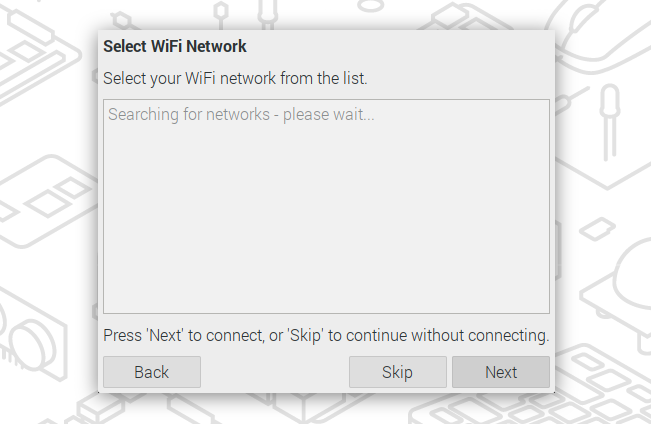 Select WiFi Network
Select your WiFi network from the list.
Searching for networks - please wait...
Press 'Next' to connect, or 'Skip' to continue without connecting.
Back
Skip
Next